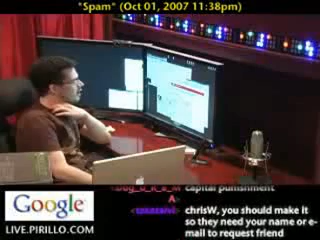 *Spam* (Oct 01, 2007 11:38pm)
capital punishment
chrisW, you should make it
so they need your name or e-
mail to request friend
Google
LIVE.PIRILLO.COM